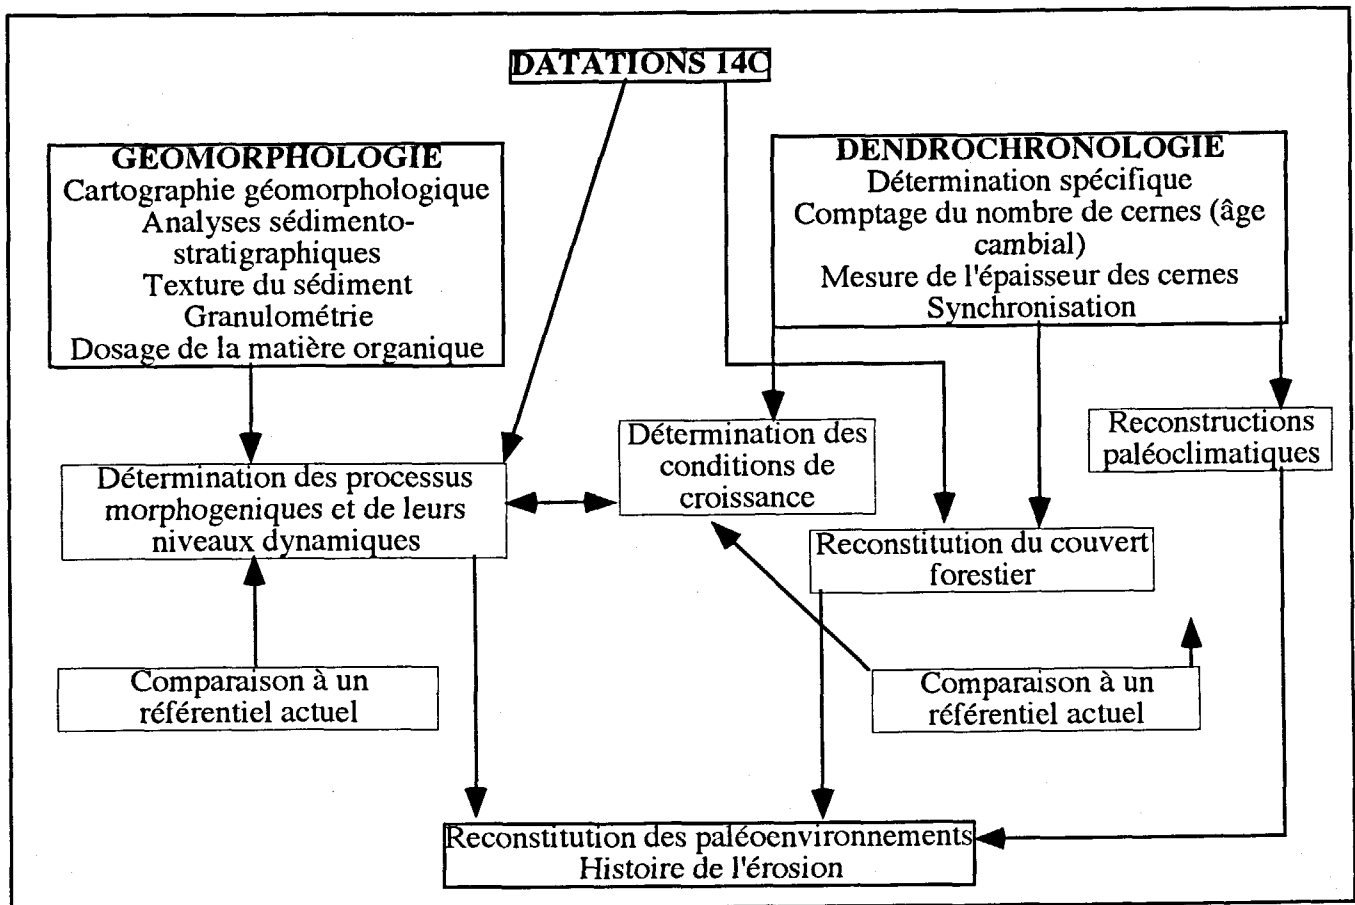 DATATIONS 14C
GEOMORPHOLOGIE
Cartographie géomorphologique
Analyses sédimento-
stratigraphiques
Texture du sédiment
Granulométrie
Dosage de la matière organique
DENDROCHRONOLOGIE
Détermination spécifique
Comptage du nombre de cernes (âge
cambial)
Mesure de l'épaisseur des cernes
Synchronisation
Détermination des processus
morphogeniques et de leurs
niveaux dynamiques
Détermination des
conditions de
croissance
Reconstructions
paléoclimatiques
Reconstitution du couvert
forestier
Comparaison à un
référentiel actuel
Comparaison à un
référentiel actuel
Reconstitution des paléoenvironnements
Histoire de l'érosion